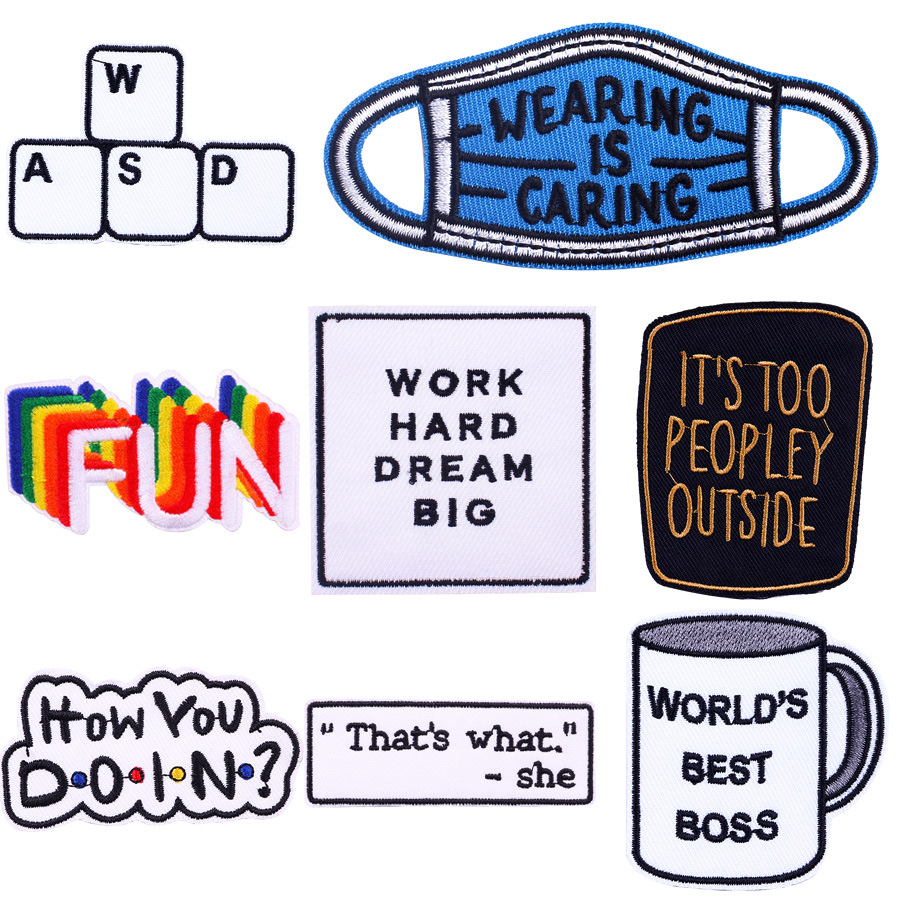 W
A S D
WEARING
IS
CARING
FUN
WORK
HARD
DREAM
BIG
IT'S TOO
PEOPLEY
OUTSIDE
HOW YOU
D•O•I•N•?
" That's what."
- she
WORLD'S
BEST
BOSS